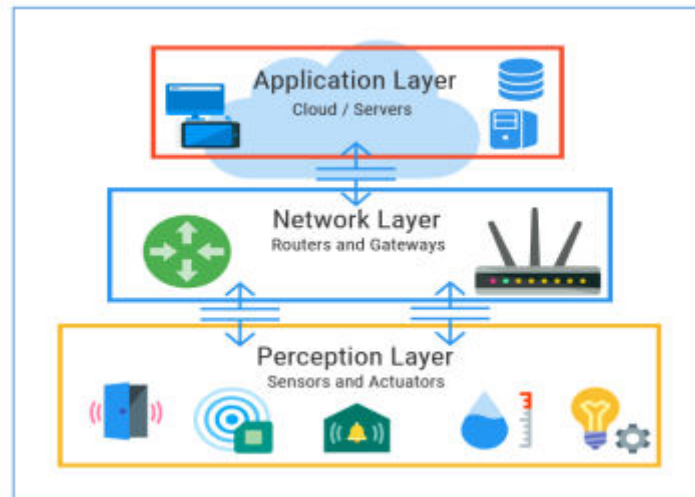 Application Layer
Cloud / Servers
Network Layer
Routers and Gateways
Perception Layer
Sensors and Actuators